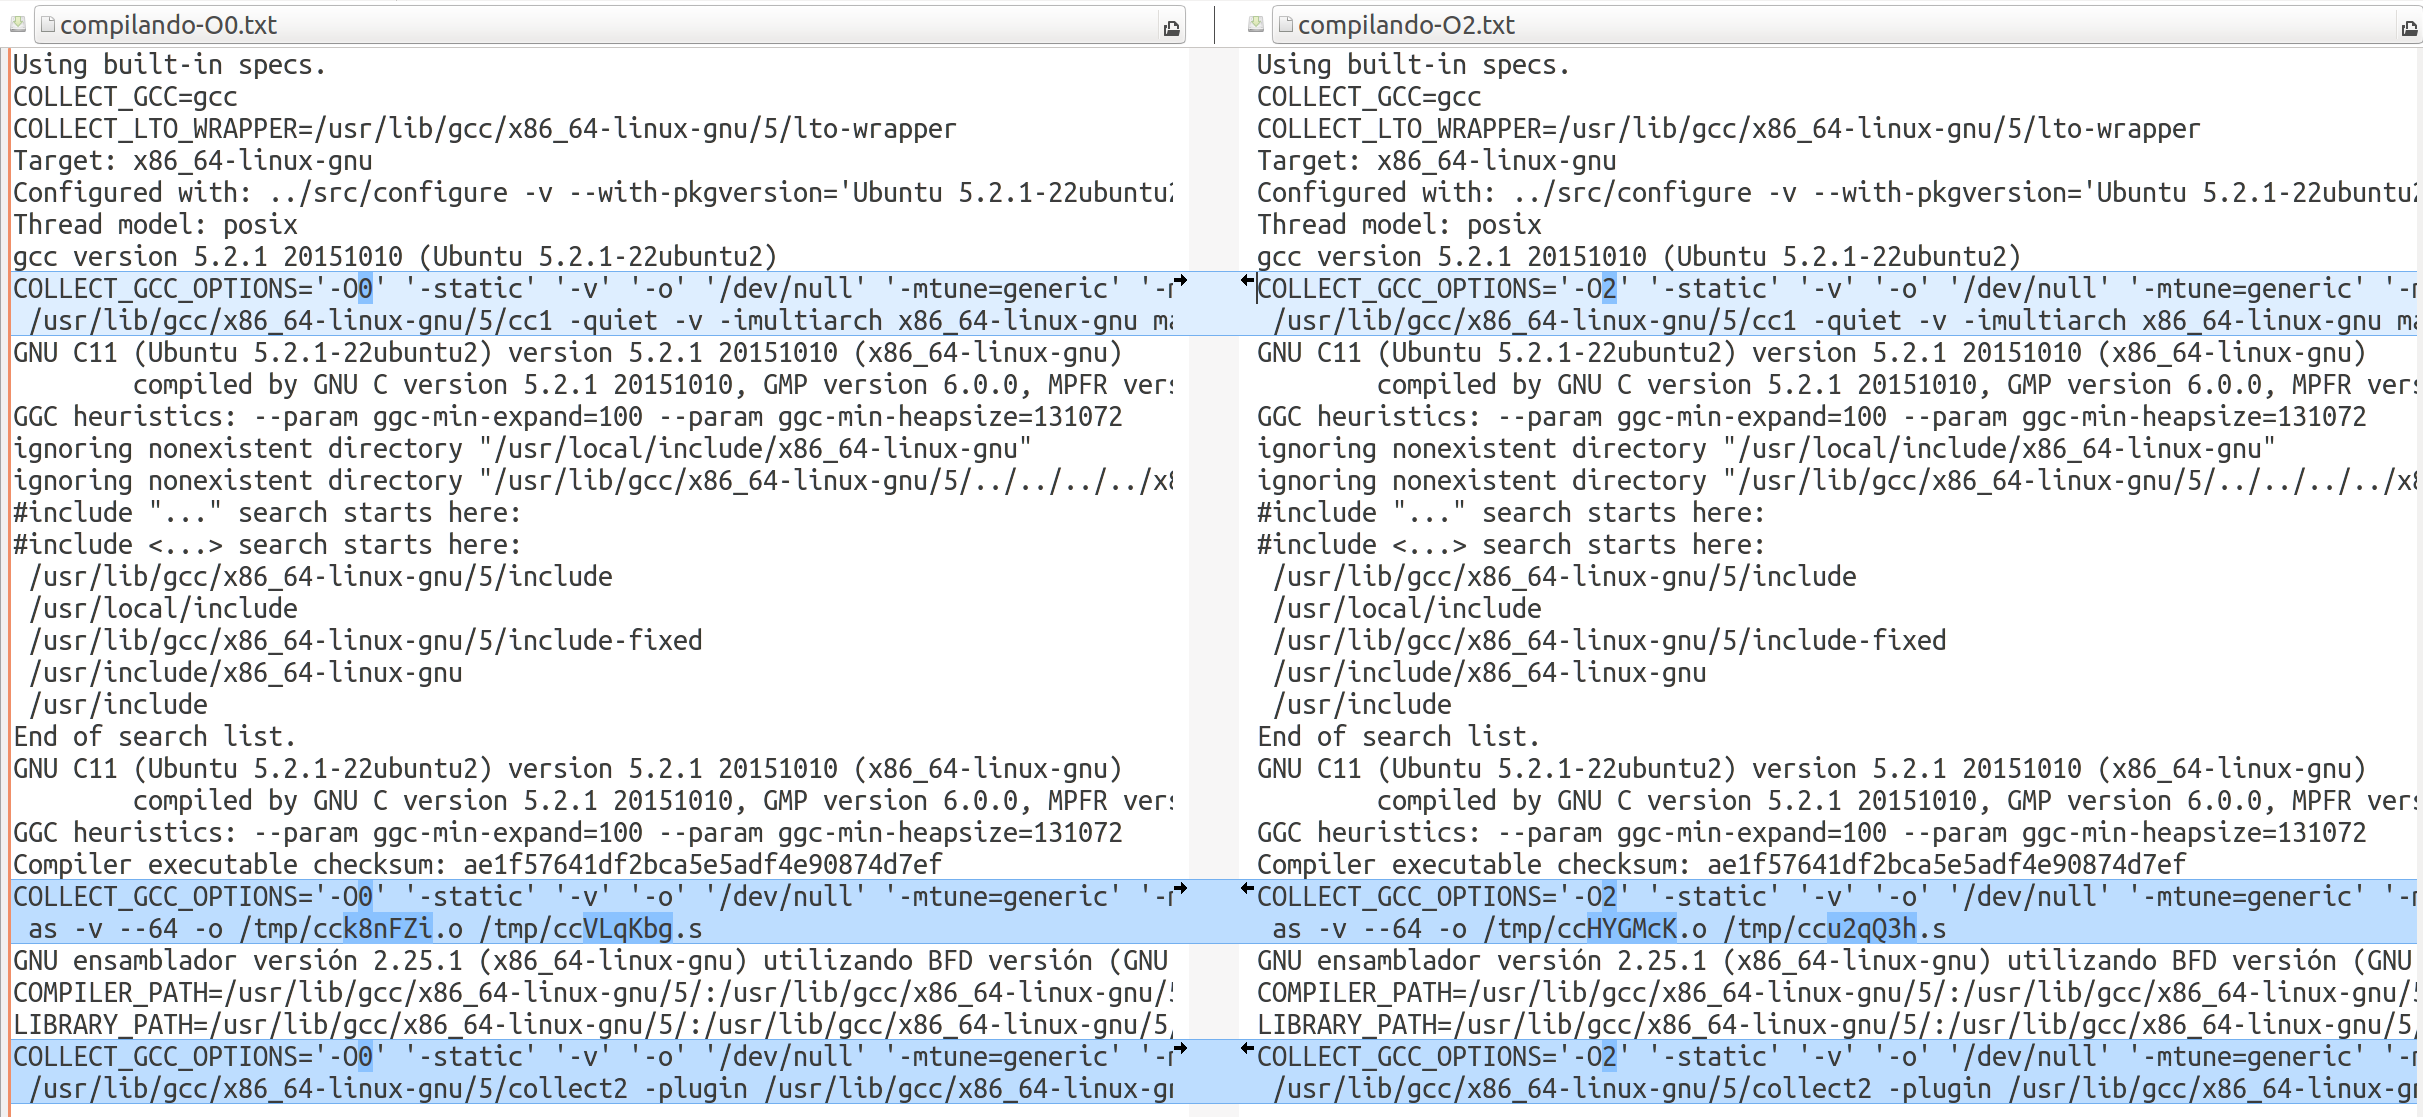 compilando-O0.txt
Using built-in specs.
COLLECT_GCC=gcc
COLLECT_LTO_WRAPPER=/usr/lib/gcc/x86_64-linux-gnu/5/lto-wrapper
Target: x86_64-linux-gnu
Configured with: ../src/configure -v --with-pkgversion='Ubuntu 5.2.1-22ubuntu2
Thread model: posix
gcc version 5.2.1 20151010 (Ubuntu 5.2.1-22ubuntu2)
COLLECT_GCC_OPTIONS='-O0' '-static' '-v' '-o' '/dev/null' '-mtune=generic' '-m
 /usr/lib/gcc/x86_64-linux-gnu/5/cc1 -quiet -v -imultiarch x86_64-linux-gnu ma
GNU C11 (Ubuntu 5.2.1-22ubuntu2) version 5.2.1 20151010 (x86_64-linux-gnu)
        compiled by GNU C version 5.2.1 20151010, GMP version 6.0.0, MPFR vers
GGC heuristics: --param ggc-min-expand=100 --param ggc-min-heapsize=131072
ignoring nonexistent directory "/usr/local/include/x86_64-linux-gnu"
ignoring nonexistent directory "/usr/lib/gcc/x86_64-linux-gnu/5/../../../../x8
#include "..." search starts here:
#include <...> search starts here:
 /usr/lib/gcc/x86_64-linux-gnu/5/include
 /usr/local/include
 /usr/lib/gcc/x86_64-linux-gnu/5/include-fixed
 /usr/include/x86_64-linux-gnu
 /usr/include
End of search list.
GNU C11 (Ubuntu 5.2.1-22ubuntu2) version 5.2.1 20151010 (x86_64-linux-gnu)
        compiled by GNU C version 5.2.1 20151010, GMP version 6.0.0, MPFR vers
GGC heuristics: --param ggc-min-expand=100 --param ggc-min-heapsize=131072
Compiler executable checksum: ae1f57641df2bca5e5adf4e90874d7ef
COLLECT_GCC_OPTIONS='-O0' '-static' '-v' '-o' '/dev/null' '-mtune=generic' '-m
 as -v --64 -o /tmp/cck8nFZi.o /tmp/ccVLqKbg.s
GNU ensamblador versión 2.25.1 (x86_64-linux-gnu) utilizando BFD versión (GNU
COMPILER_PATH=/usr/lib/gcc/x86_64-linux-gnu/5/:/usr/lib/gcc/x86_64-linux-gnu/5
LIBRARY_PATH=/usr/lib/gcc/x86_64-linux-gnu/5/:/usr/lib/gcc/x86_64-linux-gnu/5/
COLLECT_GCC_OPTIONS='-O0' '-static' '-v' '-o' '/dev/null' '-mtune=generic' '-m
 /usr/lib/gcc/x86_64-linux-gnu/5/collect2 -plugin /usr/lib/gcc/x86_64-linux-gn
compilando-O2.txt
Using built-in specs.
COLLECT_GCC=gcc
COLLECT_LTO_WRAPPER=/usr/lib/gcc/x86_64-linux-gnu/5/lto-wrapper
Target: x86_64-linux-gnu
Configured with: ../src/configure -v --with-pkgversion='Ubuntu 5.2.1-22ubuntu2
Thread model: posix
gcc version 5.2.1 20151010 (Ubuntu 5.2.1-22ubuntu2)
COLLECT_GCC_OPTIONS='-O2' '-static' '-v' '-o' '/dev/null' '-mtune=generic' '-m
 /usr/lib/gcc/x86_64-linux-gnu/5/cc1 -quiet -v -imultiarch x86_64-linux-gnu ma
GNU C11 (Ubuntu 5.2.1-22ubuntu2) version 5.2.1 20151010 (x86_64-linux-gnu)
        compiled by GNU C version 5.2.1 20151010, GMP version 6.0.0, MPFR vers
GGC heuristics: --param ggc-min-expand=100 --param ggc-min-heapsize=131072
ignoring nonexistent directory "/usr/local/include/x86_64-linux-gnu"
ignoring nonexistent directory "/usr/lib/gcc/x86_64-linux-gnu/5/../../../../x8
#include "..." search starts here:
#include <...> search starts here:
 /usr/lib/gcc/x86_64-linux-gnu/5/include
 /usr/local/include
 /usr/lib/gcc/x86_64-linux-gnu/5/include-fixed
 /usr/include/x86_64-linux-gnu
 /usr/include
End of search list.
GNU C11 (Ubuntu 5.2.1-22ubuntu2) version 5.2.1 20151010 (x86_64-linux-gnu)
        compiled by GNU C version 5.2.1 20151010, GMP version 6.0.0, MPFR vers
GGC heuristics: --param ggc-min-expand=100 --param ggc-min-heapsize=131072
Compiler executable checksum: ae1f57641df2bca5e5adf4e90874d7ef
COLLECT_GCC_OPTIONS='-O2' '-static' '-v' '-o' '/dev/null' '-mtune=generic' '-m
 as -v --64 -o /tmp/ccHYGMcK.o /tmp/ccu2qQ3h.s
GNU ensamblador versión 2.25.1 (x86_64-linux-gnu) utilizando BFD versión (GNU
COMPILER_PATH=/usr/lib/gcc/x86_64-linux-gnu/5/:/usr/lib/gcc/x86_64-linux-gnu/5
LIBRARY_PATH=/usr/lib/gcc/x86_64-linux-gnu/5/:/usr/lib/gcc/x86_64-linux-gnu/5/
COLLECT_GCC_OPTIONS='-O2' '-static' '-v' '-o' '/dev/null' '-mtune=generic' '-m
 /usr/lib/gcc/x86_64-linux-gnu/5/collect2 -plugin /usr/lib/gcc/x86_64-linux-gn